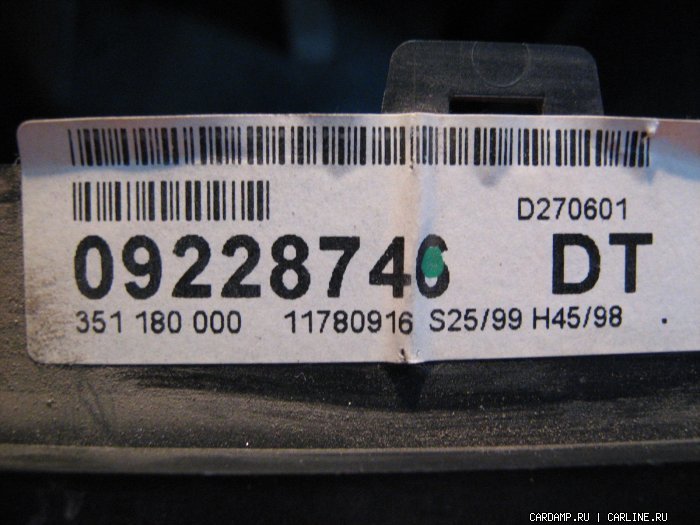 D270601
09228746 DT
351 180 000 11780916 S25/99 H45/98 .
CARDAMP.RU | CARLINE.RU